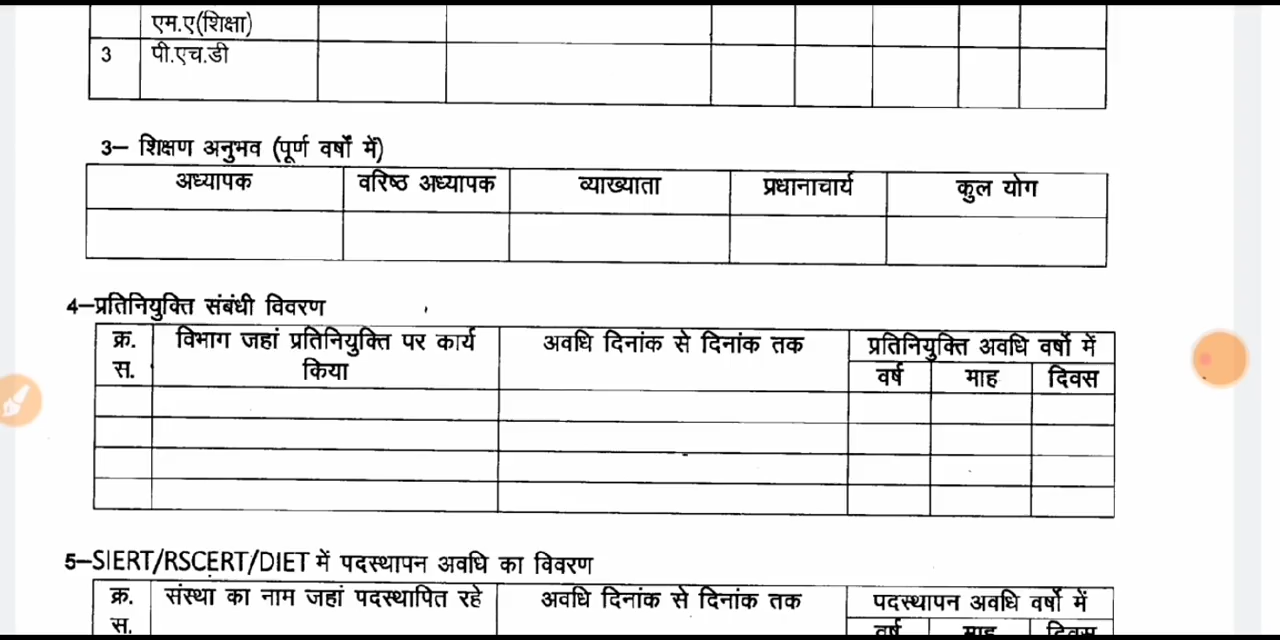 एम.ए(शिक्षा)
3 पी.एच.डी
3– शिक्षण अनुभव (पूर्ण वर्षों में)
अध्यापक वरिष्ठ अध्यापक व्याख्याता प्रधानाचार्य कुल योग
4–प्रतिनियुक्ति संबंधी विवरण
क्र. विभाग जहां प्रतिनियुक्ति पर कार्य अवधि दिनांक से दिनांक तक प्रतिनियुक्ति अवधि वर्षो में
स. किया वर्ष माह दिवस
5–SIERT/RSCERT/DIET में पदस्थापन अवधि का विवरण
क्र. संस्था का नाम जहां पदस्थापित रहे अवधि दिनांक से दिनांक तक पदस्थापन अवधि वर्षो में
स. वर्ष माह दिवस